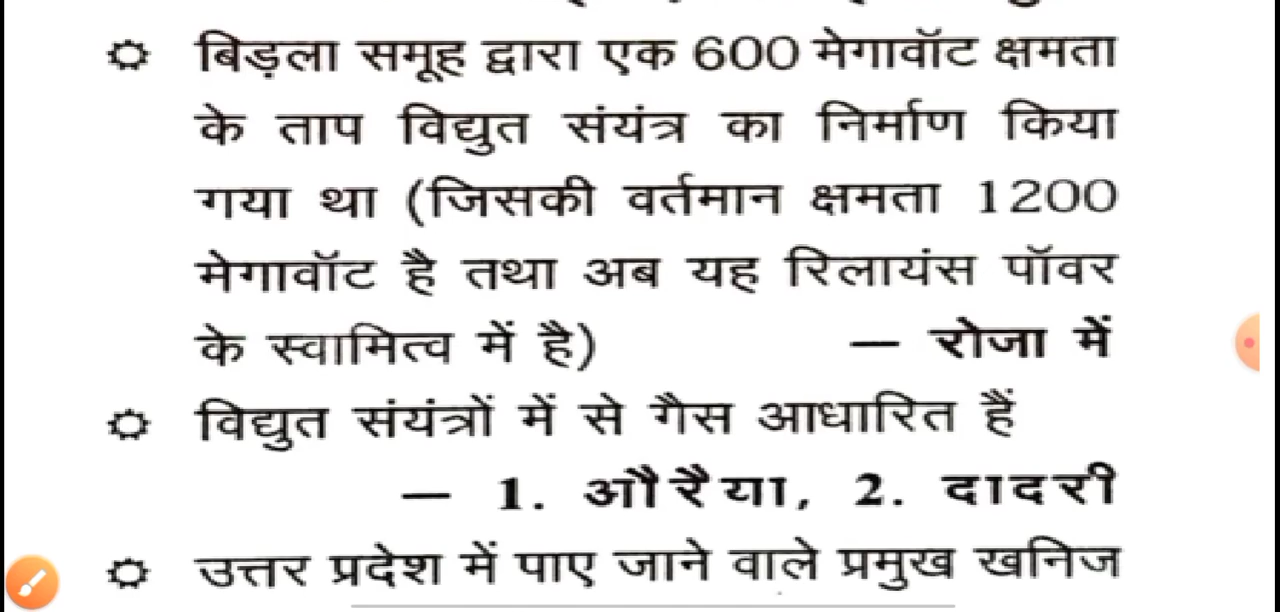 बिड़ला समूह द्वारा एक 600 मेगावॉट क्षमता
के ताप विद्युत संयंत्र का निर्माण किया
गया था (जिसकी वर्तमान क्षमता 1200
मेगावॉट है तथा अब यह रिलायंस पॉवर
के स्वामित्व में है) — रोजा में
विद्युत संयंत्रों में से गैस आधारित हैं
— 1. औरैया, 2. दादरी
उत्तर प्रदेश में पाए जाने वाले प्रमुख खनिज